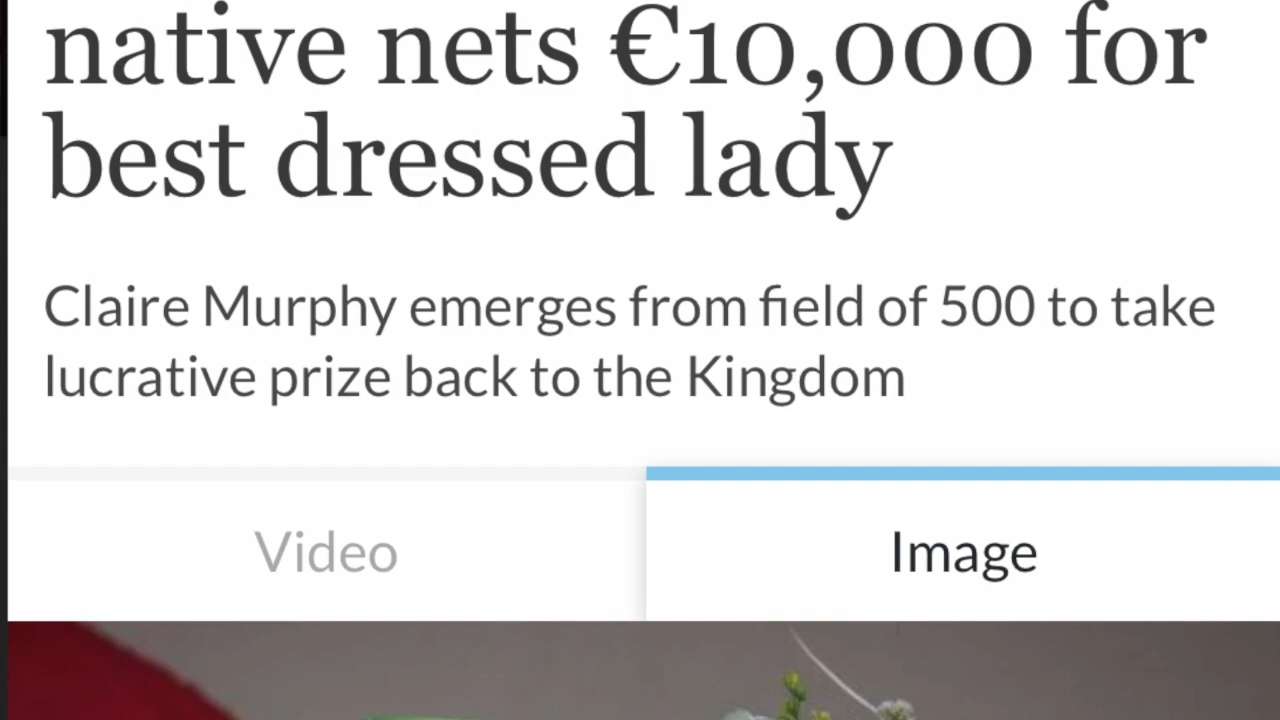 native nets €10,000 for
best dressed lady
Claire Murphy emerges from field of 500 to take
lucrative prize back to the Kingdom
Video
Image